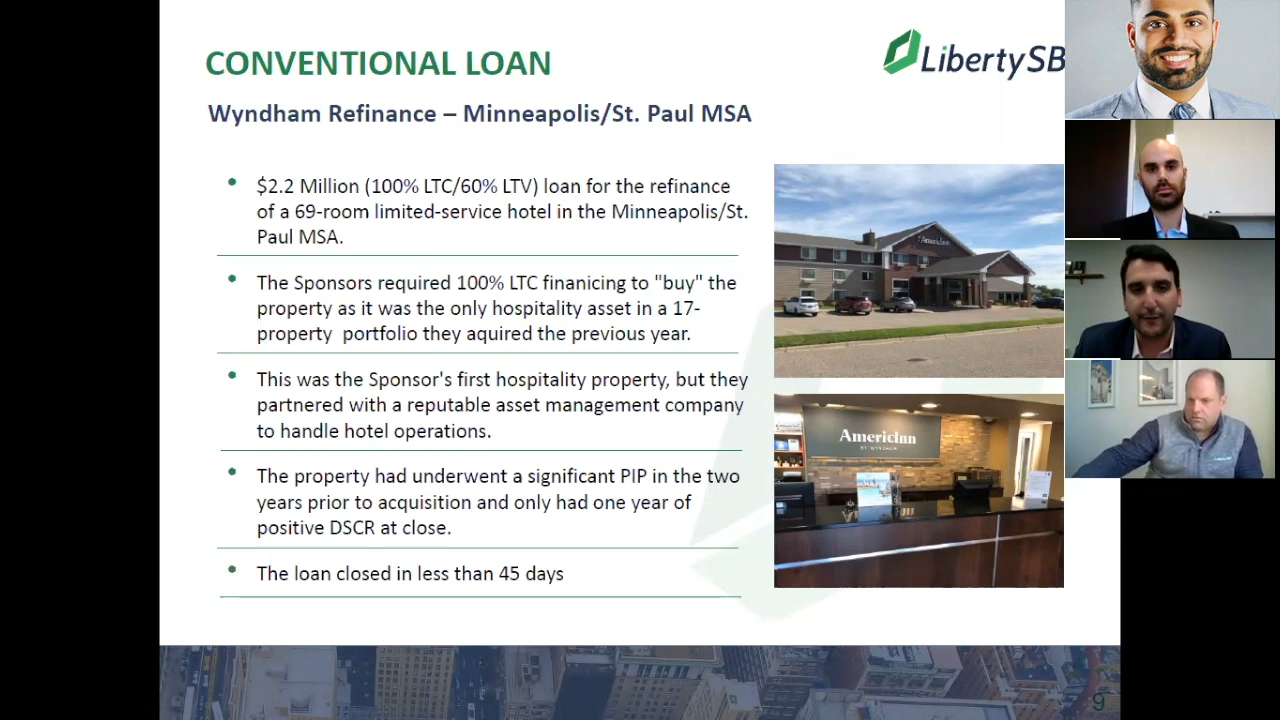 CONVENTIONAL LOAN
LibertySB
Wyndham Refinance – Minneapolis/St. Paul MSA
• $2.2 Million (100% LTC/60% LTV) loan for the refinance
of a 69-room limited-service hotel in the Minneapolis/St.
Paul MSA.
• The Sponsors required 100% LTC financing to "buy" the
property as it was the only hospitality asset in a 17-
property portfolio they aquired the previous year.
• This was the Sponsor's first hospitality property, but they
partnered with a reputable asset management company
to handle hotel operations.
• The property had underwent a significant PIP in the two
years prior to acquisition and only had one year of
positive DSCR at close.
• The loan closed in less than 45 days
AmericInn
AmericInn
BY WYNDHAM
9